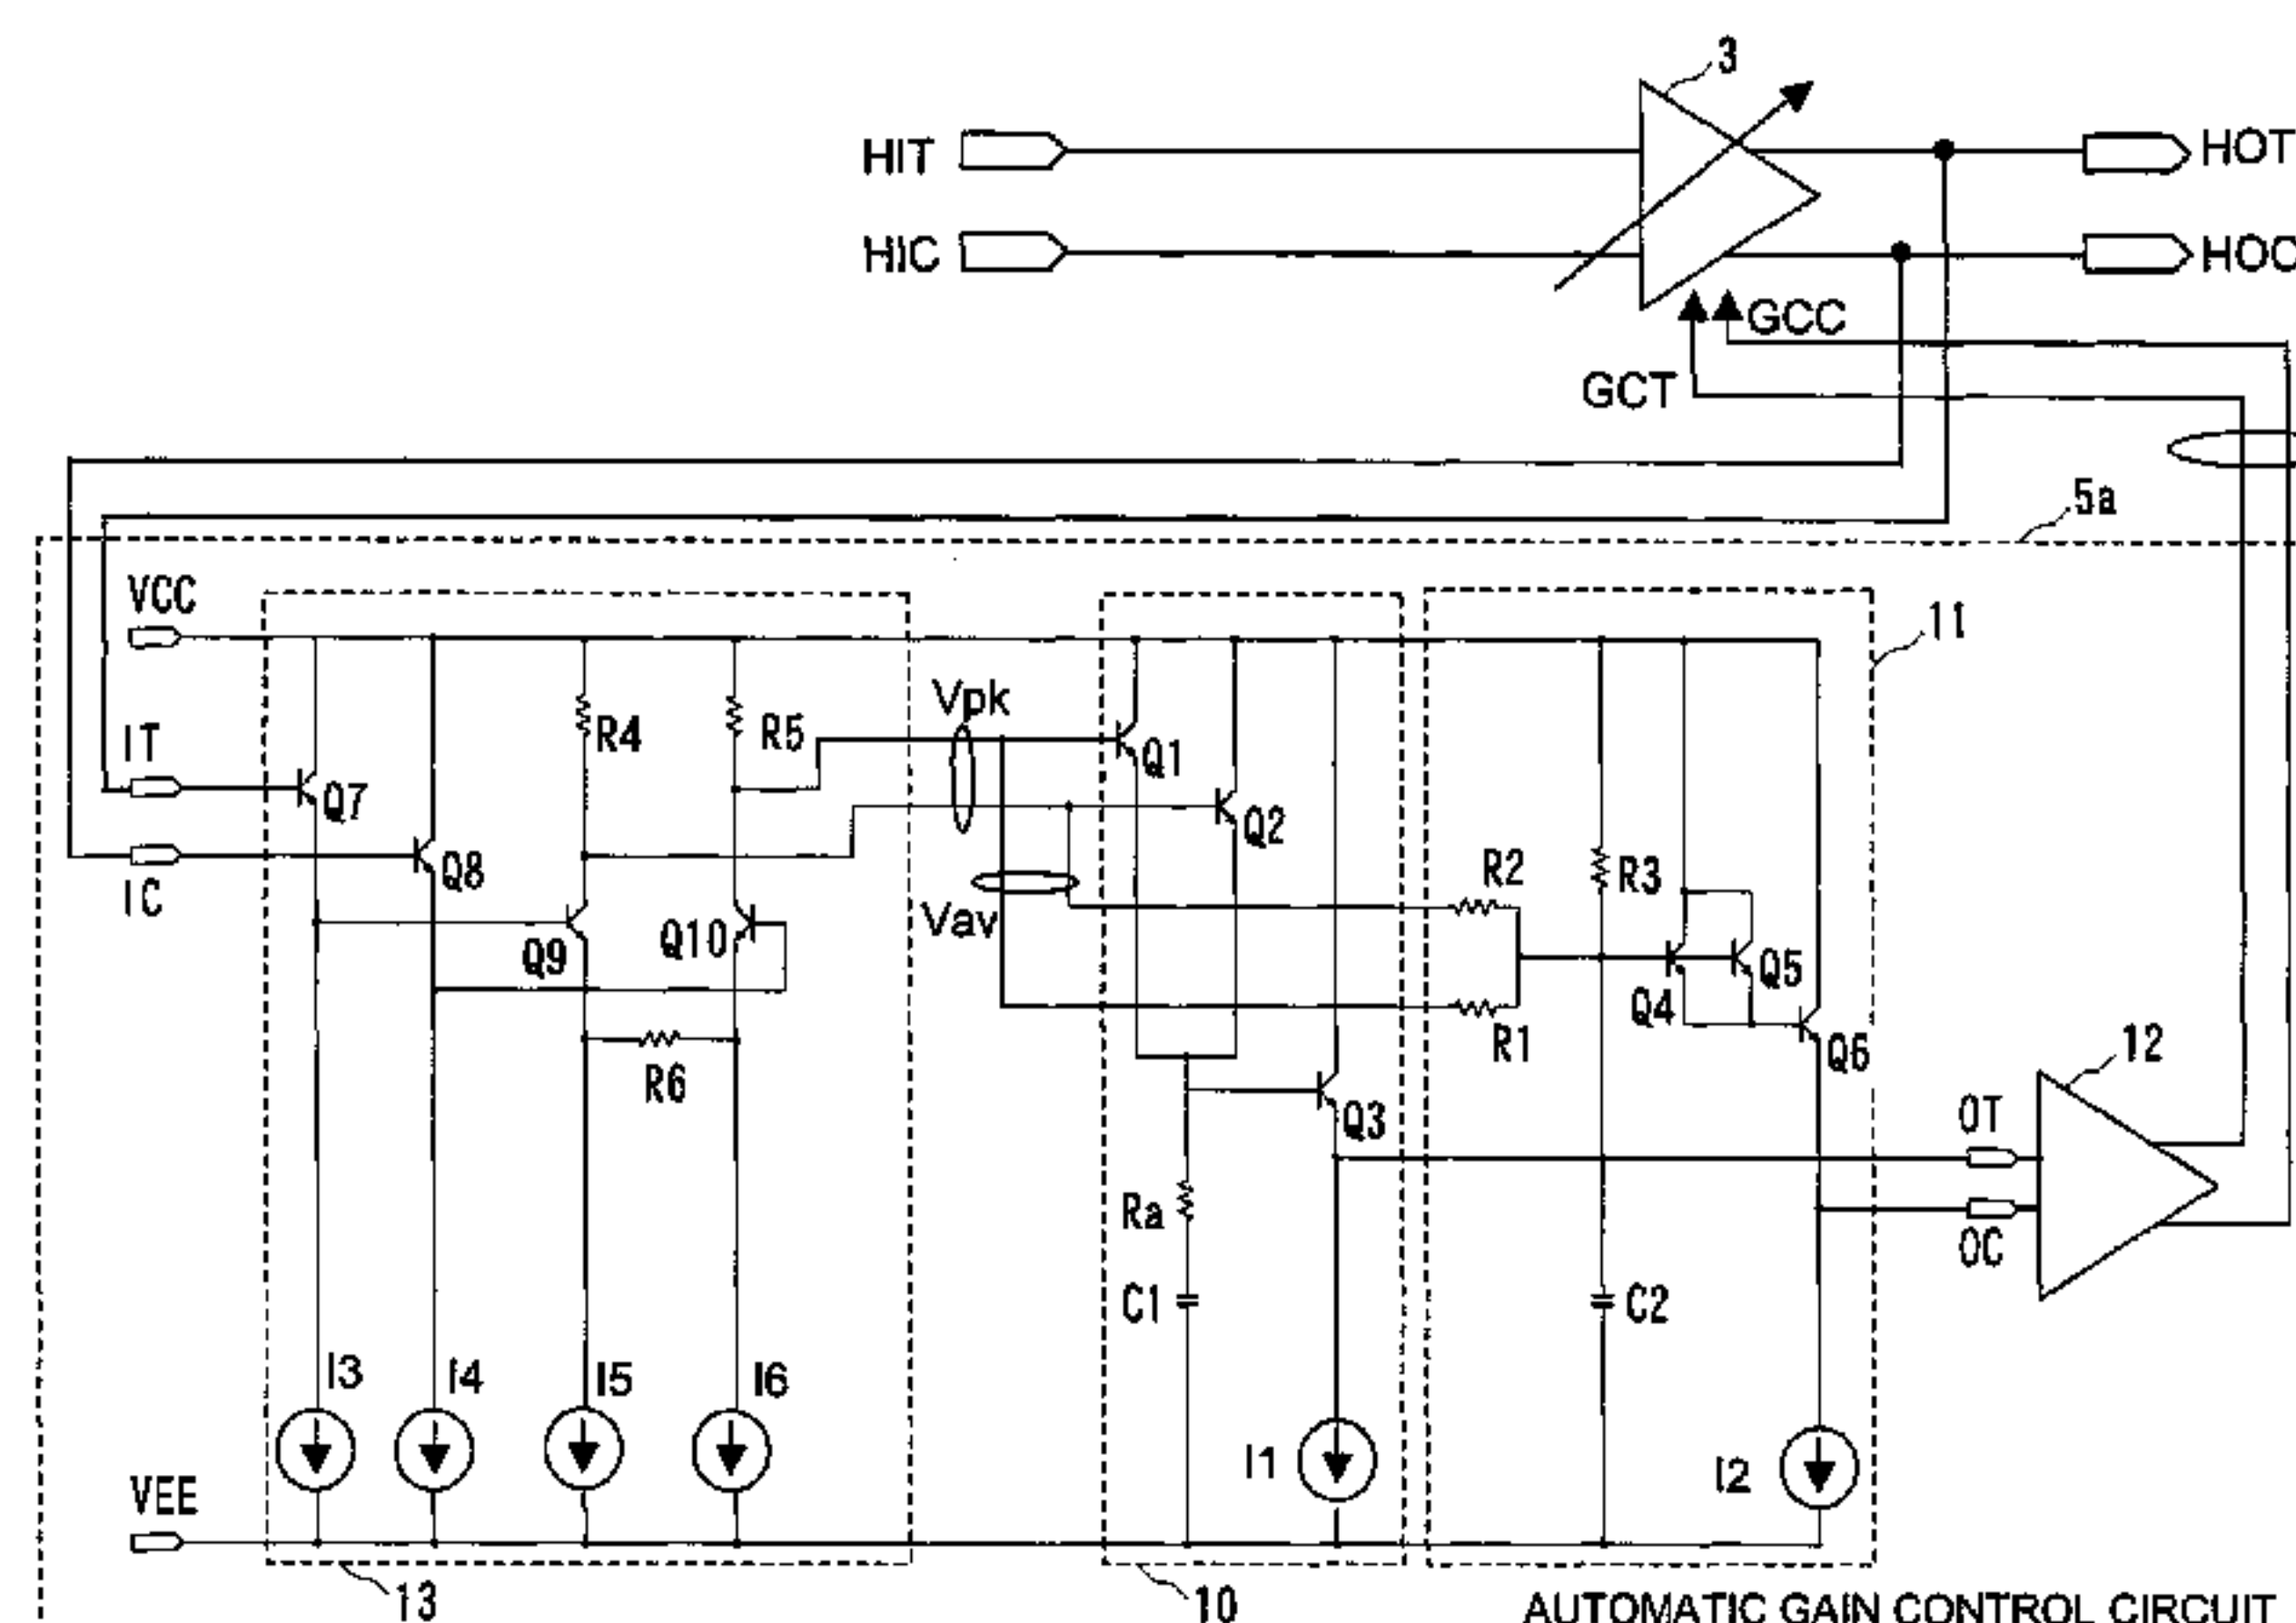 3
HIT
HOT
HIC
HOC
GCC
GCT
5a
VCC
11
Vpk
IT
R4
R5
Q1
Q7
Q2
IC
Q8
R2
R3
Vav
Q9
Q10
Q5
Q4
R1
Q6
12
R6
Q3
OT
Ra
OC
C1
C2
I3
I4
I5
I6
I1
I2
VEE
13
10
AUTOMATIC GAIN CONTROL CIRCUIT